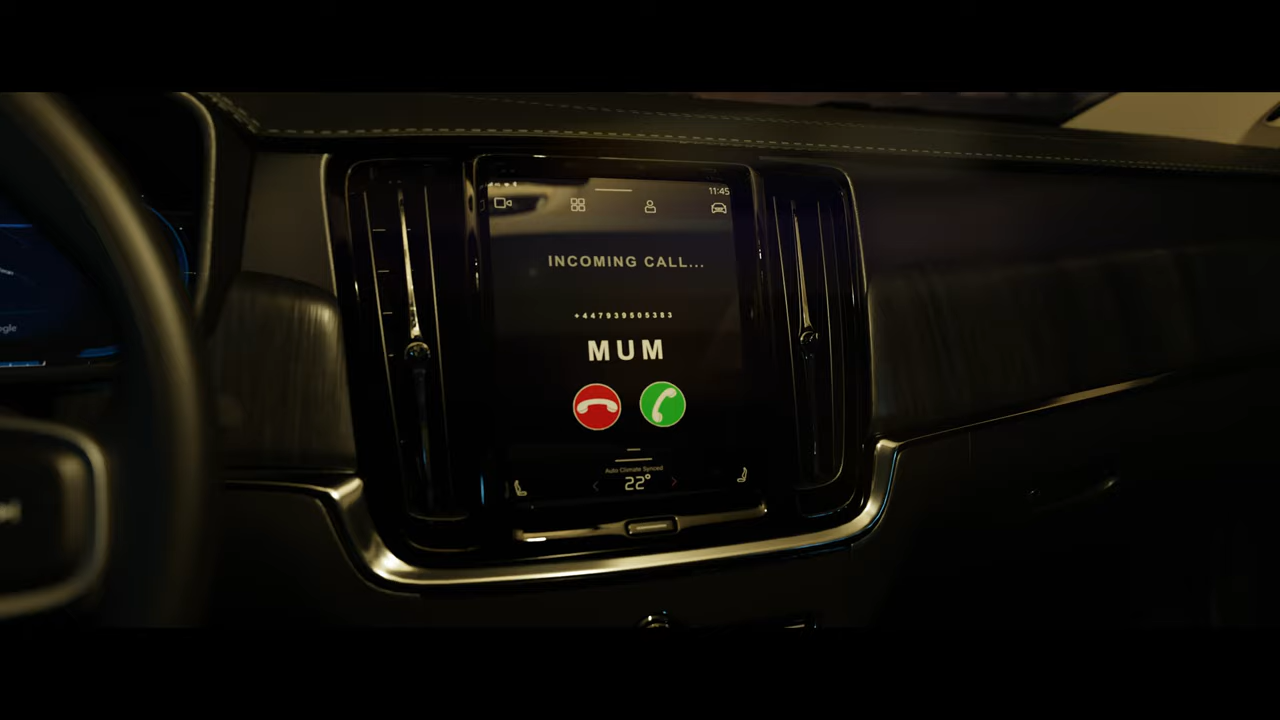 11:45
INCOMING CALL...
+447939505383
MUM
Auto Climate Synced
22°